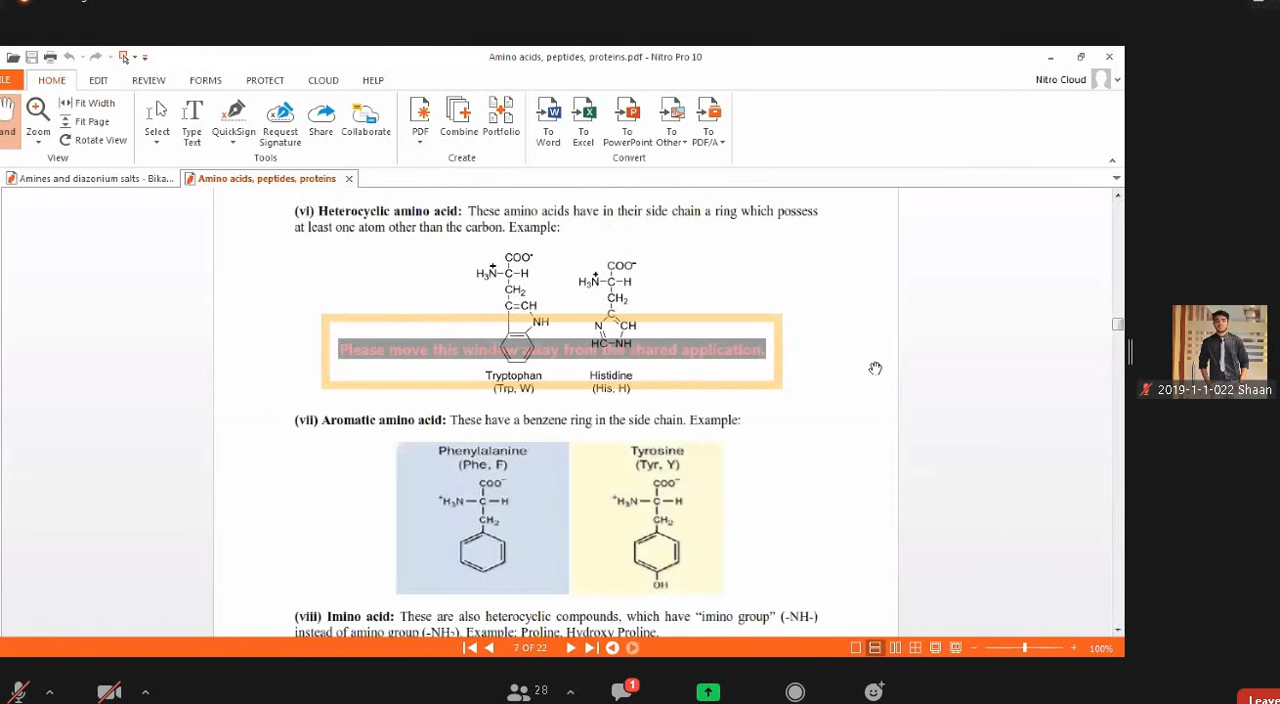 Amino acids, peptides, proteins.pdf - Nitro Pro 10
HOME EDIT REVIEW FORMS PROTECT CLOUD HELP
Nitro Cloud
Zoom
Fit Width
Fit Page
Rotate View
View
Select
Type Text
QuickSign
Request Signature
Share
Collaborate
Tools
PDF
Combine
Portfolio
Create
To Word
To Excel
To PowerPoint
To Other
To PDF/A
Convert
Amines and diazonium salts - Bika...
Amino acids, peptides, proteins
(vi) Heterocyclic amino acid: These amino acids have in their side chain a ring which possess
at least one atom other than the carbon. Example:
COO⁻
H₃N⁺–C–H
CH₂
C=CH
NH
Tryptophan
(Trp, W)
COO⁻
H₃N⁺–C–H
CH₂
C
N CH
HC–NH
Histidine
(His, H)
Please move this window away from the shared application.
(vii) Aromatic amino acid: These have a benzene ring in the side chain. Example:
Phenylalanine
(Phe, F)
COO⁻
⁺H₃N–C–H
CH₂
Tyrosine
(Tyr, Y)
COO⁻
⁺H₃N–C–H
CH₂
OH
(viii) Imino acid: These are also heterocyclic compounds, which have “imino group” (-NH-)
instead of amino group (-NH₂). Example: Proline, Hydroxy Proline.
7 OF 22
100%
2019-1-1-022 Shaan
28
1
Leave